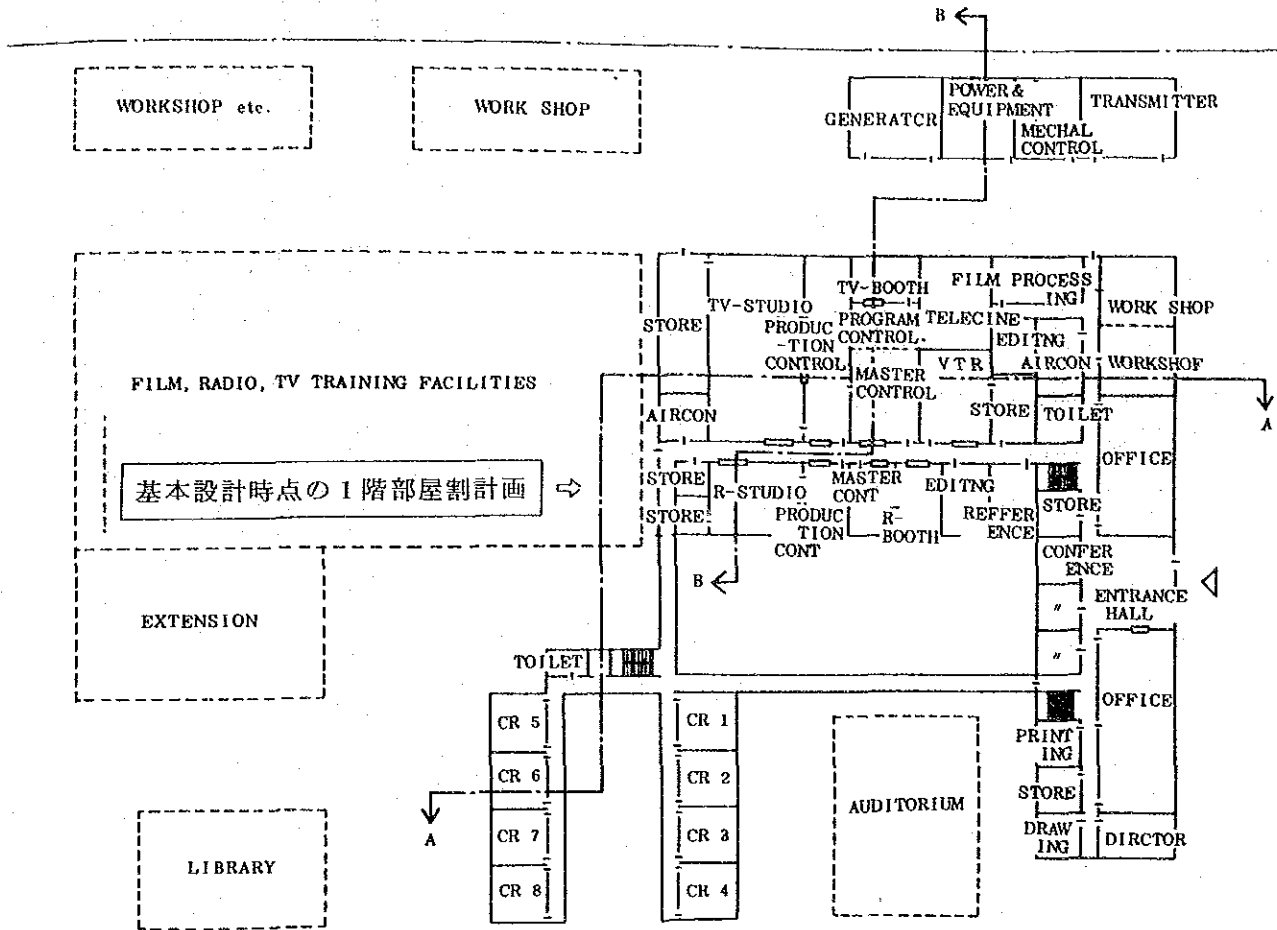 B
WORKSHOP etc.
WORK SHOP
GENERATCR
POWER&
EQUIPMENT
MECHAL
CONTROL
TRANSMITTER
STORE
AIRCON
TV-STUDIO
PRODUC
-TION
CONTROL
TV-BOOTH
PROGRAM
CONTROL.
MASTER
CONTROL
TELECINE
VTR
FILM PROCESS
ING
EDITNG
AIRCON
STORE
TOILET
WORK SHOP
WORKSHOF
A
OFFICE
FILM, RADIO, TV TRAINING FACILITIES
基本設計時点の1階部屋割計画 ⇨
STORE
STORE
R-STUDIO
PRODUC
TION
CONT
MASTER
CONT
R-
BOOTH
EDITNG
REFFER
ENCE
STORE
CONFER
ENCE
〃
〃
ENTRANCE
HALL
B
EXTENSION
TOILET
OFFICE
CR 5
CR 6
CR 7
CR 8
CR 1
CR 2
CR 3
CR 4
A
LIBRARY
AUDITORIUM
PRINT
ING
STORE
DRAW
ING
DIRCTOR